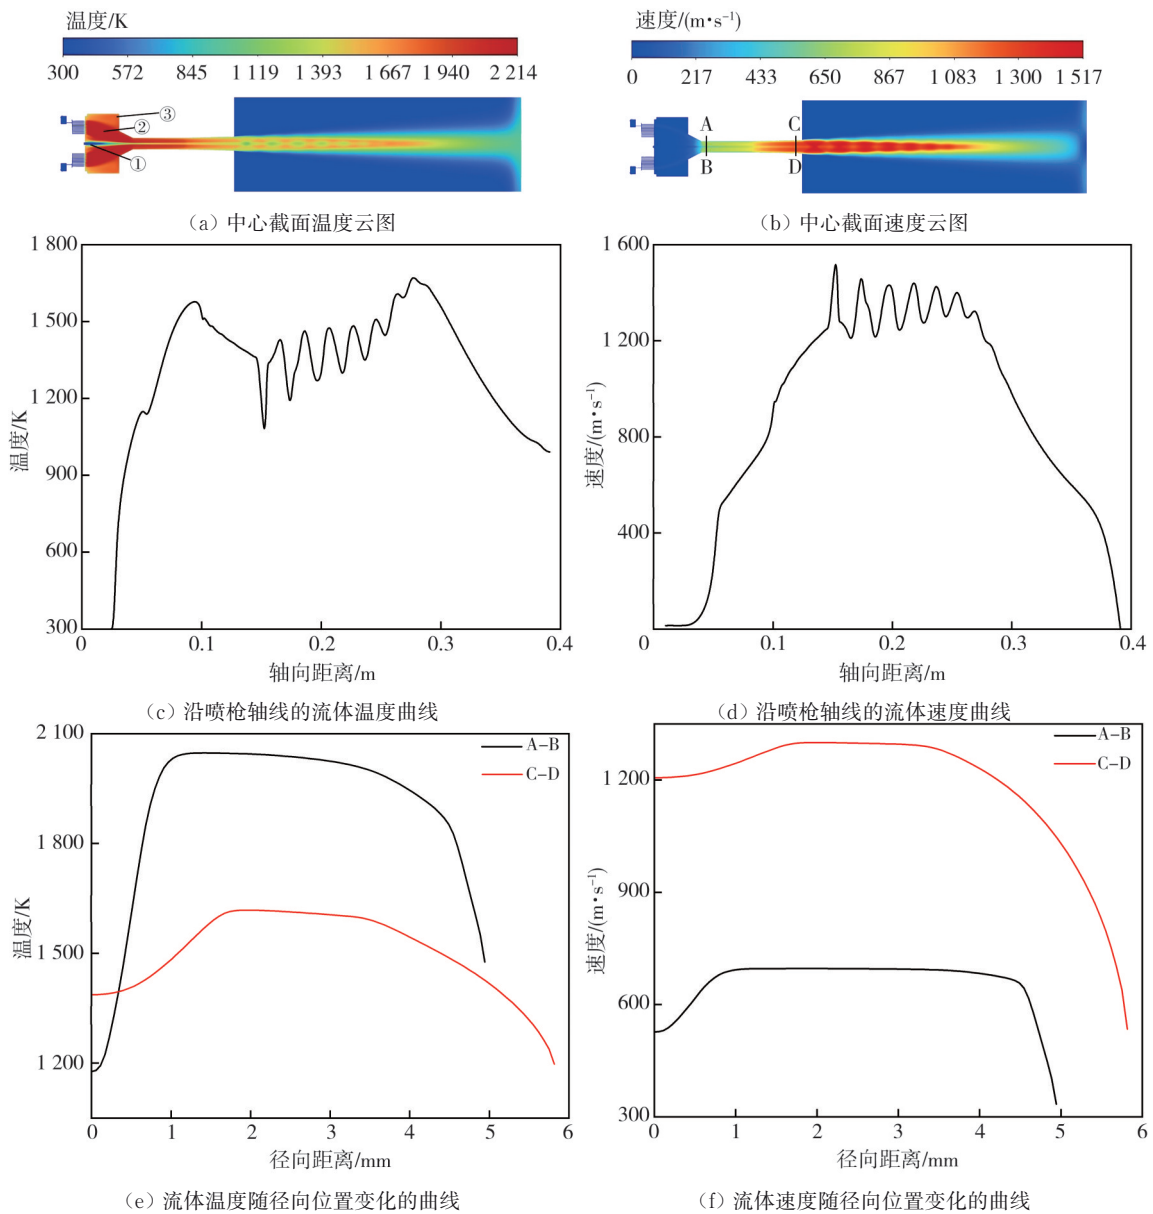 温度/K
300 572 845 1 119 1 393 1 667 1 940 2 214
③
②
①
(a) 中心截面温度云图
速度/(m•s⁻¹)
0 217 433 650 867 1 083 1 300 1 517
A C
B D
(b) 中心截面速度云图
1 800
1 500
1 200
900
600
300
温度/K
0 0.1 0.2 0.3 0.4
轴向距离/m
(c) 沿喷枪轴线的流体温度曲线
1 600
1 200
800
400
速度/(m•s⁻¹)
0 0.1 0.2 0.3 0.4
轴向距离/m
(d) 沿喷枪轴线的流体速度曲线
2 100
1 800
1 500
1 200
温度/K
A-B
C-D
0 1 2 3 4 5 6
径向距离/mm
(e) 流体温度随径向位置变化的曲线
1 200
900
600
300
速度/(m•s⁻¹)
A-B
C-D
0 1 2 3 4 5 6
径向距离/mm
(f) 流体速度随径向位置变化的曲线